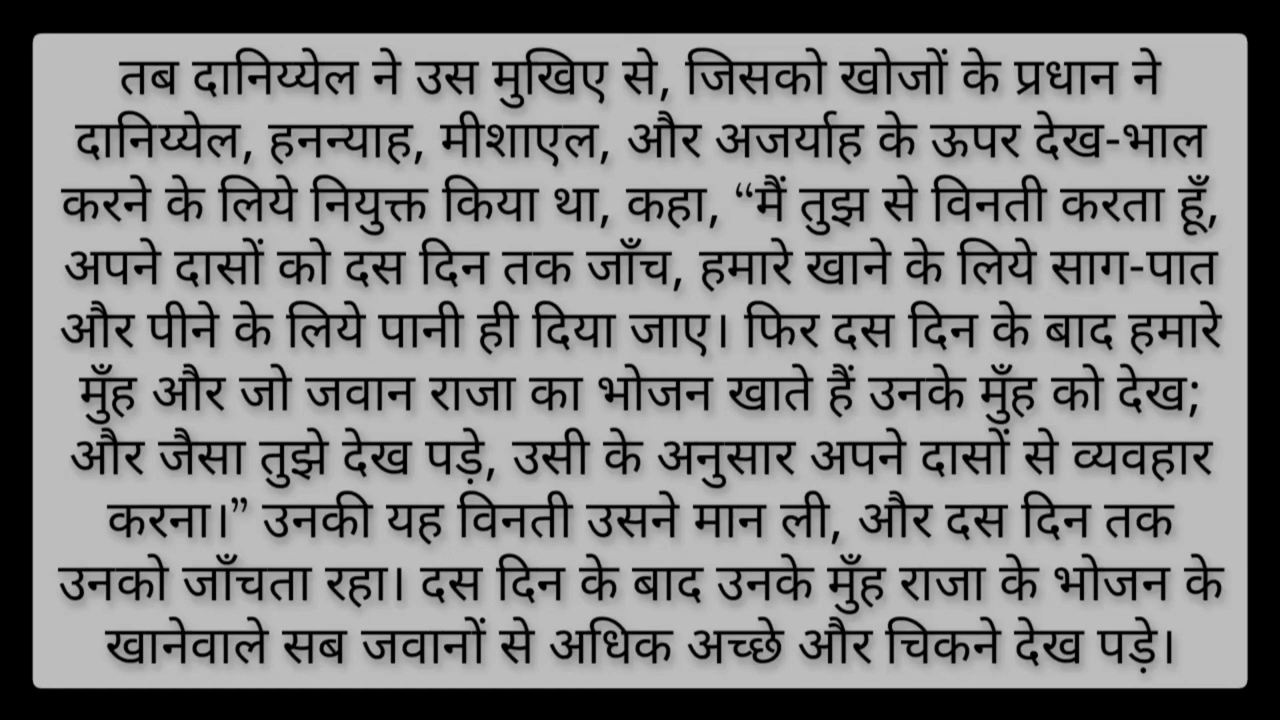 तब दानिय्येल ने उस मुखिए से, जिसको खोजों के प्रधान ने
दानिय्येल, हनन्याह, मीशाएल, और अजर्याह के ऊपर देख-भाल
करने के लिये नियुक्त किया था, कहा, “मैं तुझ से विनती करता हूँ,
अपने दासों को दस दिन तक जाँच, हमारे खाने के लिये साग-पात
और पीने के लिये पानी ही दिया जाए। फिर दस दिन के बाद हमारे
मुँह और जो जवान राजा का भोजन खाते हैं उनके मुँह को देख;
और जैसा तुझे देख पड़े, उसी के अनुसार अपने दासों से व्यवहार
करना।” उनकी यह विनती उसने मान ली, और दस दिन तक
उनको जाँचता रहा। दस दिन के बाद उनके मुँह राजा के भोजन के
खानेवाले सब जवानों से अधिक अच्छे और चिकने देख पड़े।